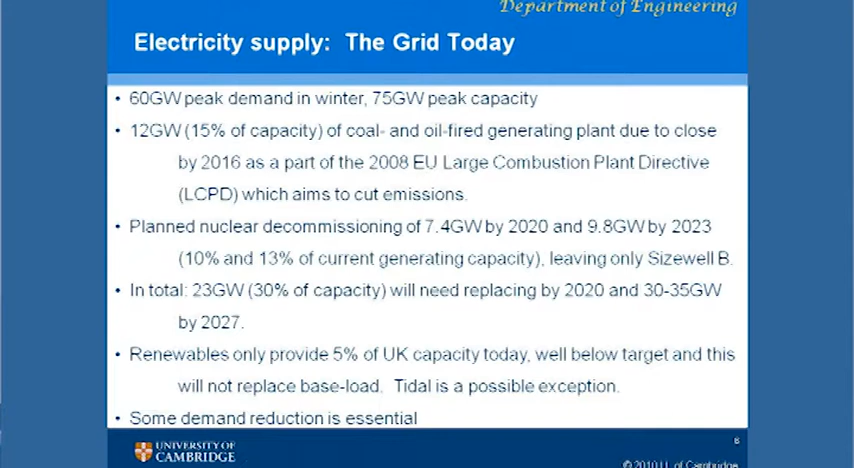 Department of Engineering
Electricity supply: The Grid Today
• 60GW peak demand in winter, 75GW peak capacity
• 12GW (15% of capacity) of coal- and oil-fired generating plant due to close
by 2016 as a part of the 2008 EU Large Combustion Plant Directive
(LCPD) which aims to cut emissions.
• Planned nuclear decommissioning of 7.4GW by 2020 and 9.8GW by 2023
(10% and 13% of current generating capacity), leaving only Sizewell B.
• In total: 23GW (30% of capacity) will need replacing by 2020 and 30-35GW
by 2027.
• Renewables only provide 5% of UK capacity today, well below target and this
will not replace base-load. Tidal is a possible exception.
• Some demand reduction is essential
6
UNIVERSITY OF
CAMBRIDGE
© 2010 U. of Cambridge